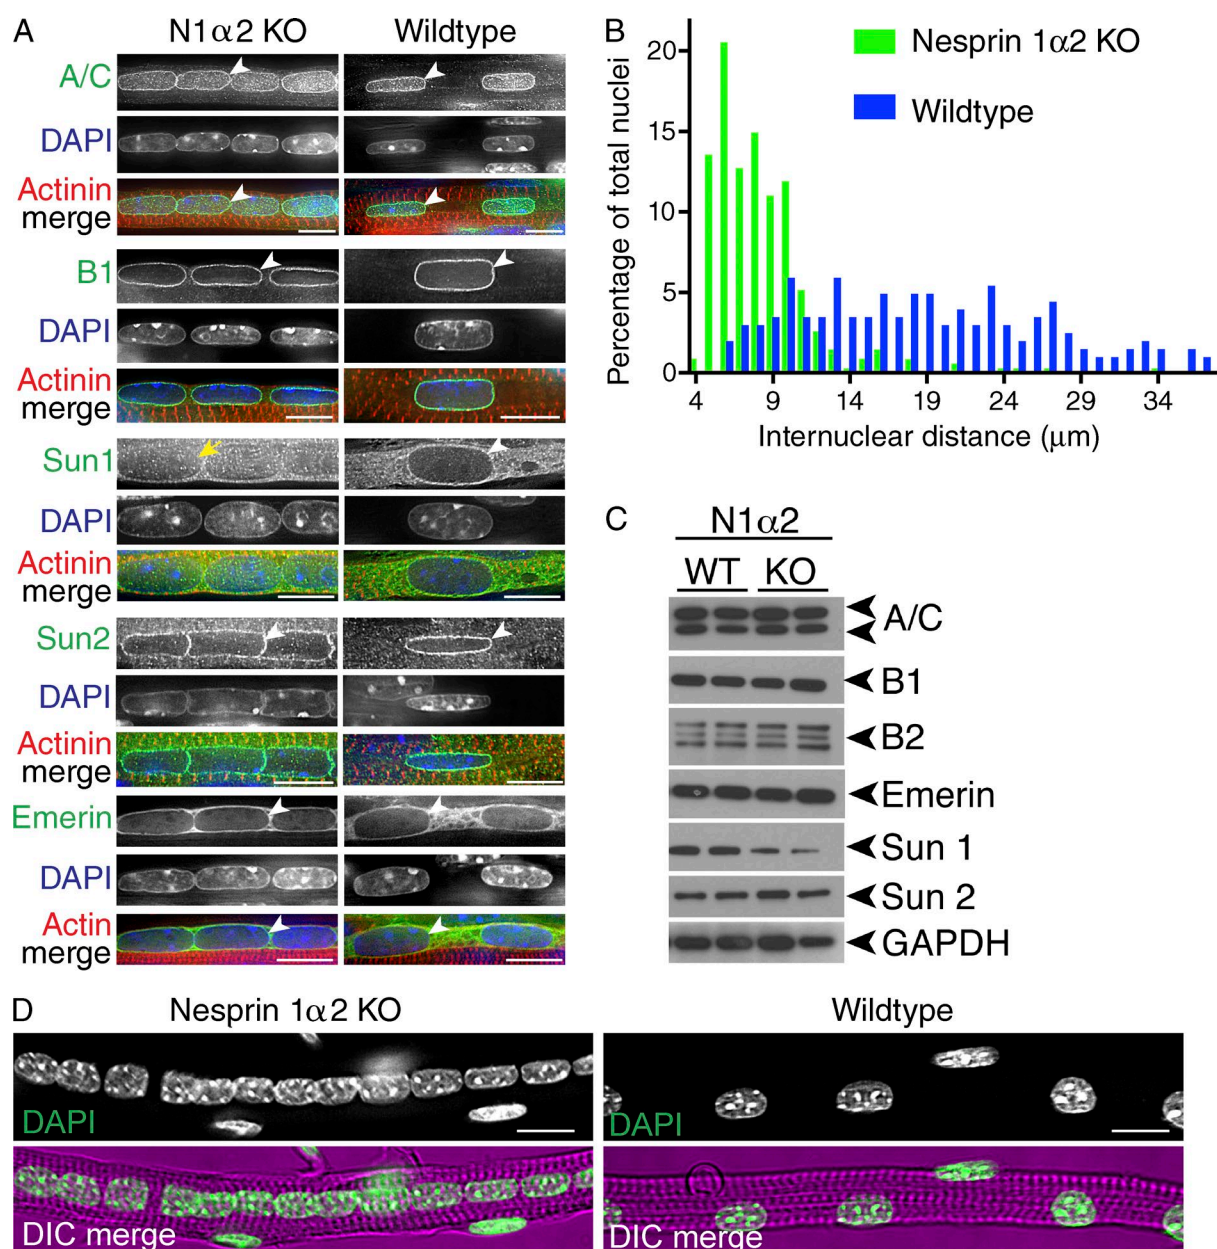 A
N1α2 KO
Wildtype
A/C
DAPI
Actinin
merge
B1
DAPI
Actinin
merge
Sun1
DAPI
Actinin
merge
Sun2
DAPI
Actinin
merge
Emerin
DAPI
Actin
merge
B
Nesprin 1α2 KO
Wildtype
Percentage of total nuclei
20
15
10
5
0
4 9 14 19 24 29 34
Internuclear distance (μm)
C
N1α2
WT KO
A/C
B1
B2
Emerin
Sun 1
Sun 2
GAPDH
D
Nesprin 1α2 KO
Wildtype
DAPI
DAPI
DIC merge
DIC merge